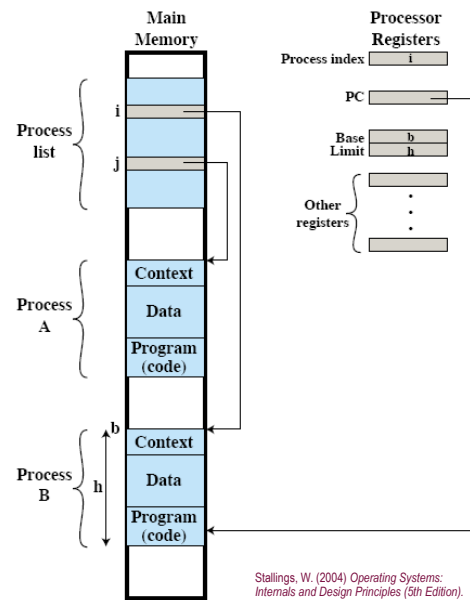 Main
Memory
Processor
Registers
Process index
i
PC
i
Process
list
Base
b
Limit
h
j
Other
registers
Context
Process
A
Data
Program
(code)
b
Context
Process
B
h
Data
Program
(code)
Stallings, W. (2004) Operating Systems:
Internals and Design Principles (5th Edition).